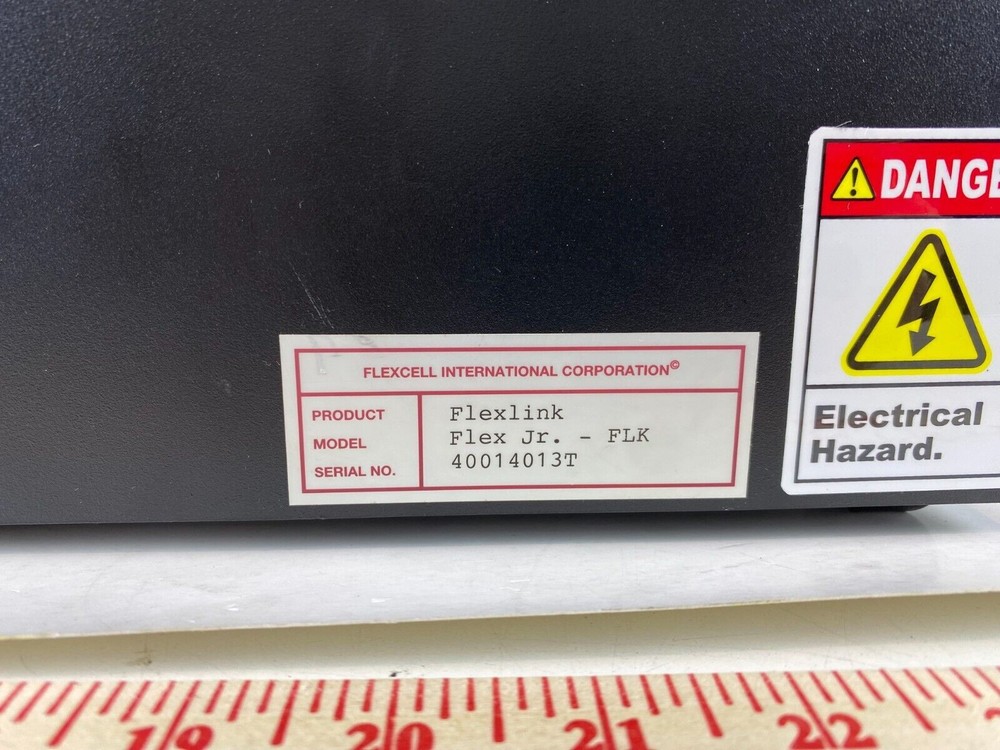 DANGE
Electrical
Hazard.
FLEXCELL INTERNATIONAL CORPORATION©
PRODUCT Flexlink
MODEL Flex Jr. - FLK
SERIAL NO. 40014013T
19 20 21 22